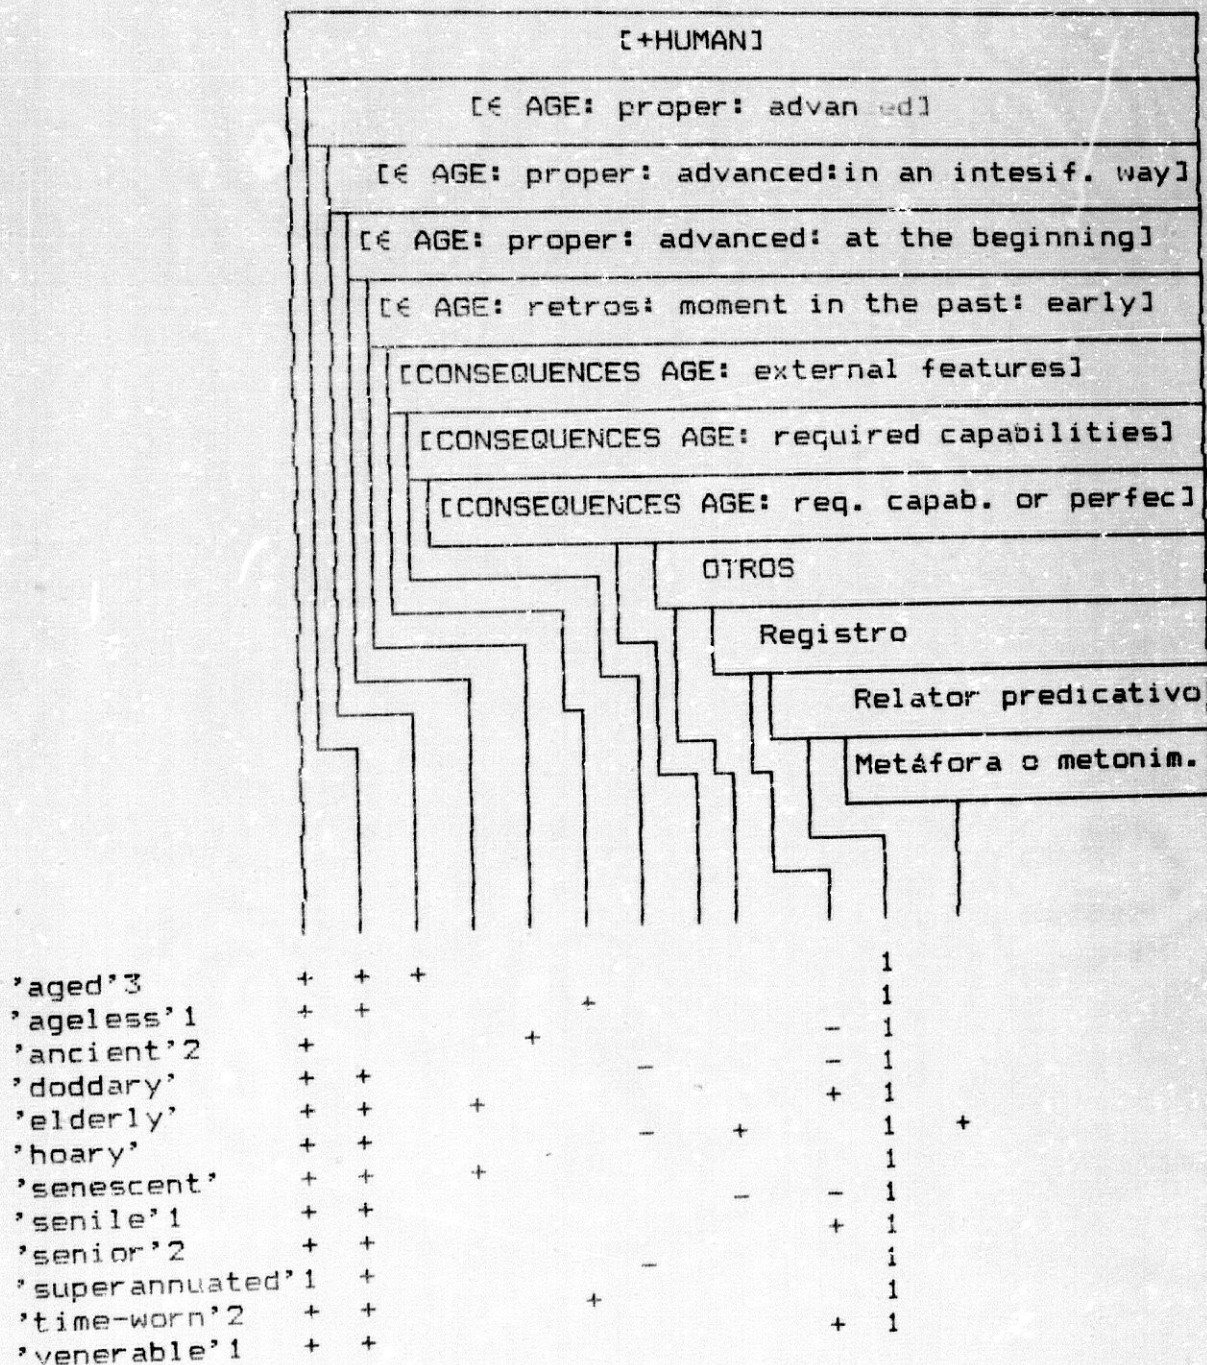 [+HUMAN]
[∈ AGE: proper: advan ed]
[∈ AGE: proper: advanced:in an intesif. way]
[∈ AGE: proper: advanced: at the beginning]
[∈ AGE: retros: moment in the past: early]
[CONSEQUENCES AGE: external features]
[CONSEQUENCES AGE: required capabilities]
[CONSEQUENCES AGE: req. capab. or perfec]
OTROS
Registro
Relator predicativo
Metáfora o metonim.
'aged'3 + + + 1
'ageless'1 + + + 1
'ancient'2 + + - 1
'doddary' + + - - 1
'elderly' + + + + 1
'hoary' + + - + 1 +
'senescent' + + + 1
'senile'1 + + - - 1
'senior'2 + + + 1
'superannuated'1 + - 1
'time-worn'2 + + + 1
'venerable'1 + + + 1